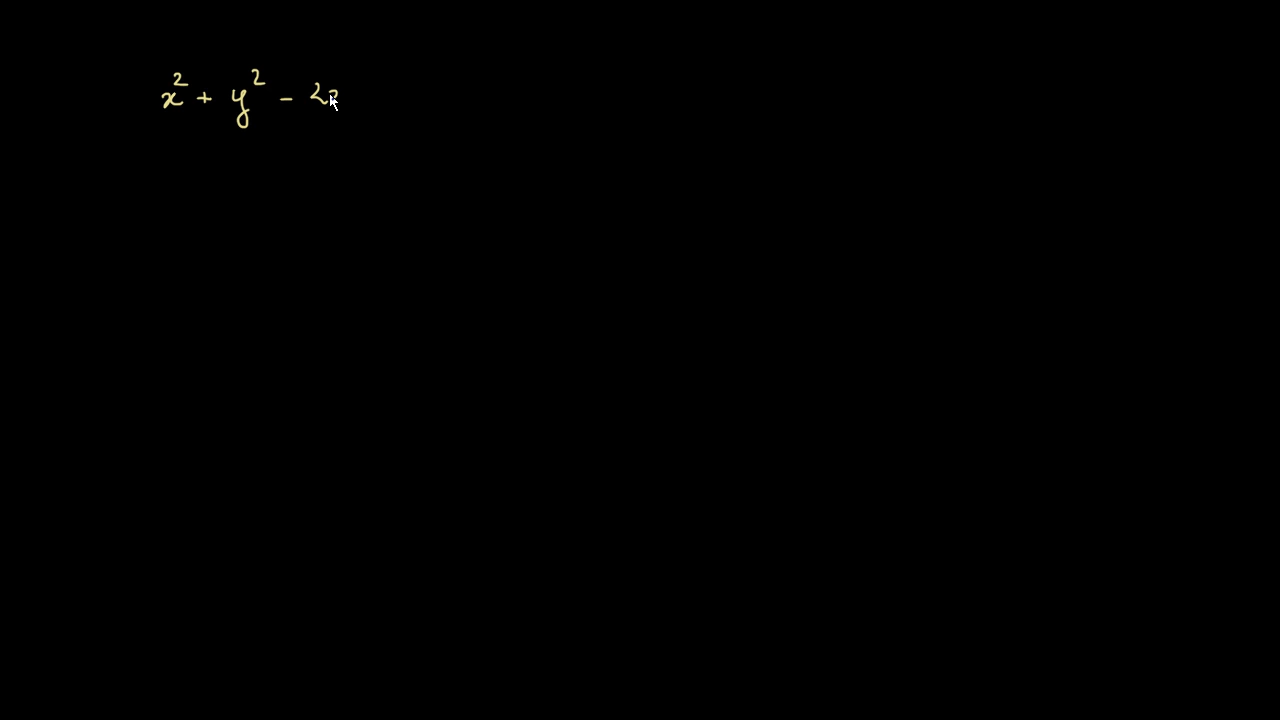 x² + y² - 2